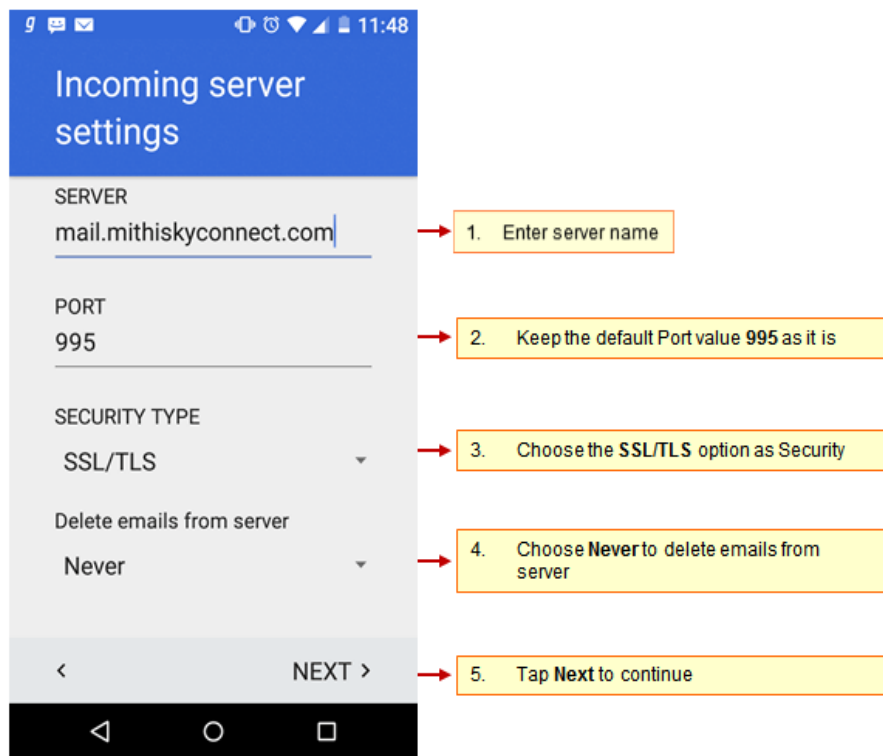 11:48
Incoming server
settings
SERVER
mail.mithiskyconnect.com
1. Enter server name
PORT
995
2. Keep the default Port value 995 as it is
SECURITY TYPE
SSL/TLS
3. Choose the SSL/TLS option as Security
Delete emails from server
Never
4. Choose Never to delete emails from
server
NEXT >
5. Tap Next to continue